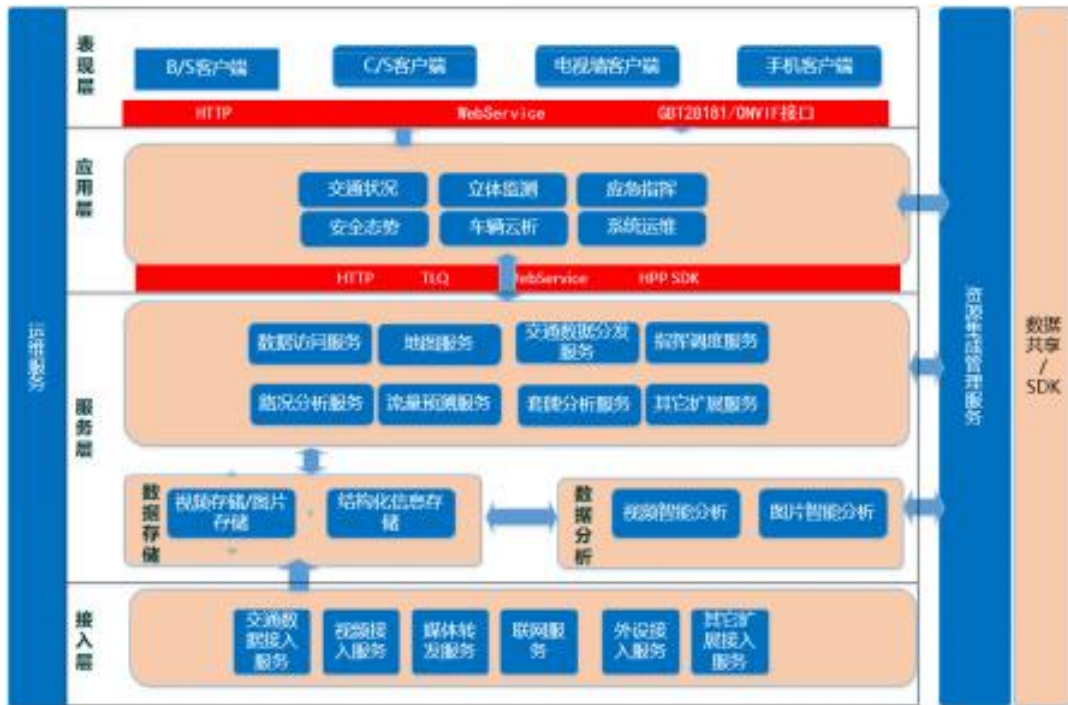 运维服务
表现层
B/S客户端
C/S客户端
电视墙客户端
手机客户端
HTTP
WebService
GBT28181/ONVIF接口
应用层
交通状况
立体监测
应急指挥
安全态势
车辆云析
系统运维
HTTP
TLQ
WebService
HPP SDK
服务层
数据访问服务
地图服务
交通数据分发
服务
指挥调度服务
路况分析服务
流量预测服务
套牌分析服务
其它扩展服务
数据存储
视频存储/图片
存储
结构化信息存
储
数据分析
视频智能分析
图片智能分析
接入层
交通数
据接入
服务
视频接
入服务
媒体转
发服务
联网服
务
外设接
入服务
其它扩
展接入
服务
资源集成管理服务
数据
共享
/
SDK